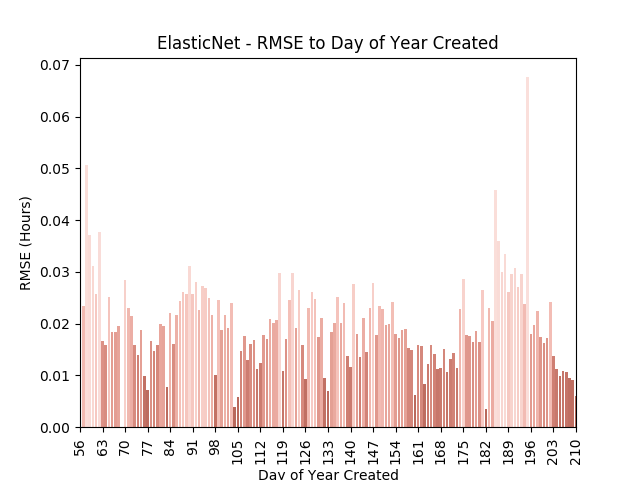 ElasticNet - RMSE to Day of Year Created
0.07
0.06
0.05
0.04
0.03
0.02
0.01
0.00
RMSE (Hours)
56 63 70 77 84 91 98 105 112 119 126 133 140 147 154 161 168 175 182 189 196 203 210
Day of Year Created